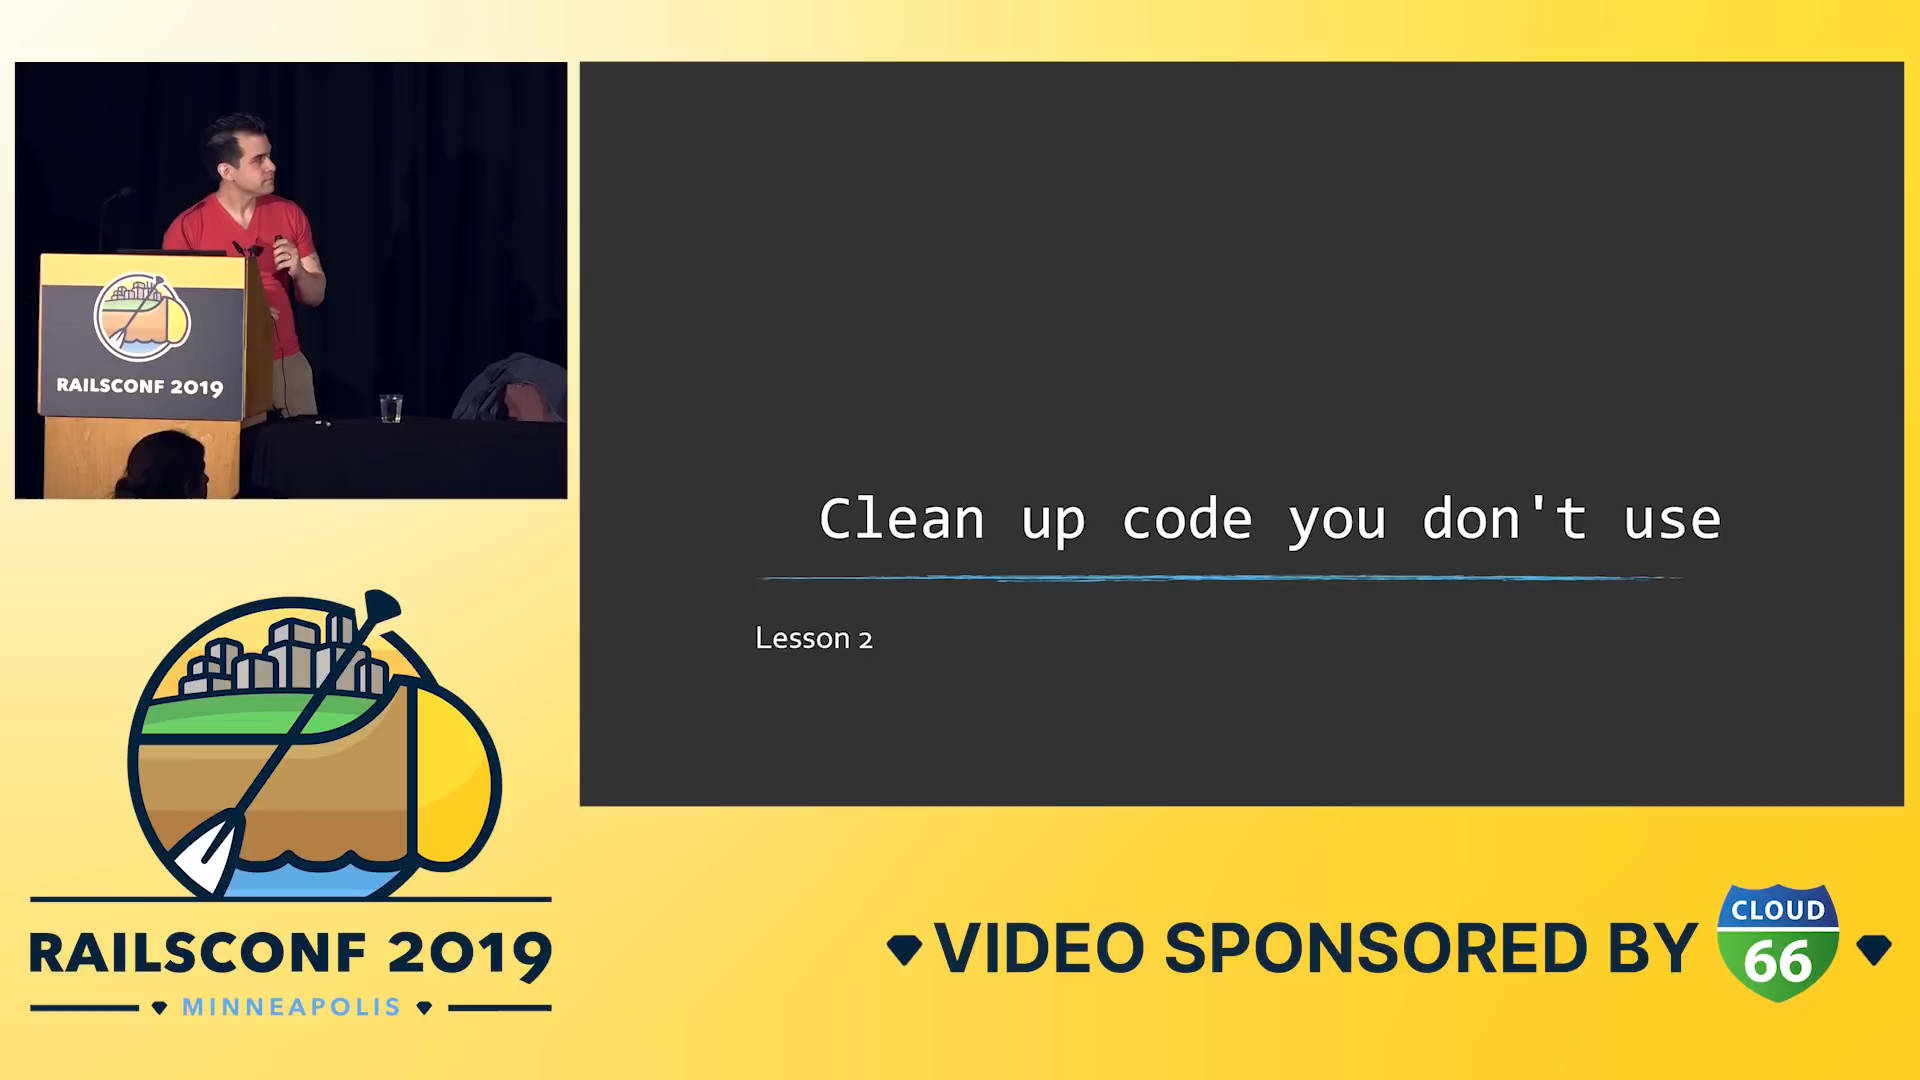 RAILSCONF 2019
Clean up code you don't use
Lesson 2
RAILSCONF 2019
MINNEAPOLIS
VIDEO SPONSORED BY
CLOUD
66